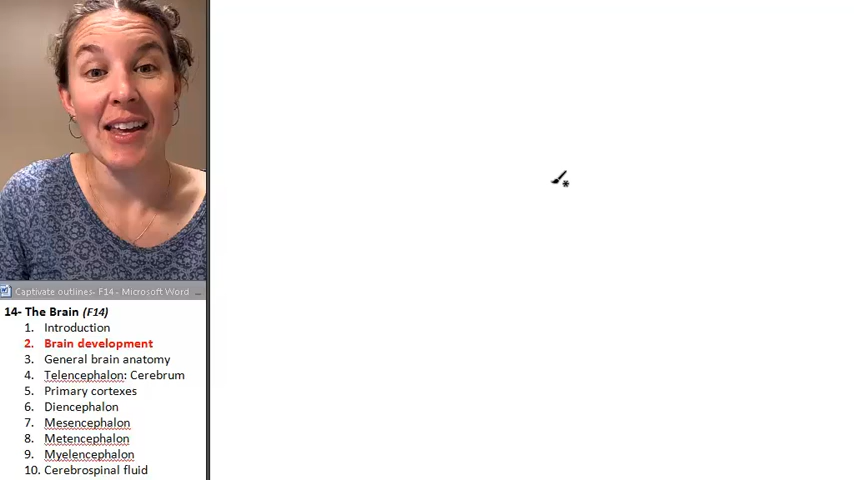 Captivate outlines- F14 - Microsoft Word
14- The Brain (F14)
1. Introduction
2. Brain development
3. General brain anatomy
4. Telencephalon: Cerebrum
5. Primary cortexes
6. Diencephalon
7. Mesencephalon
8. Metencephalon
9. Myelencephalon
10. Cerebrospinal fluid